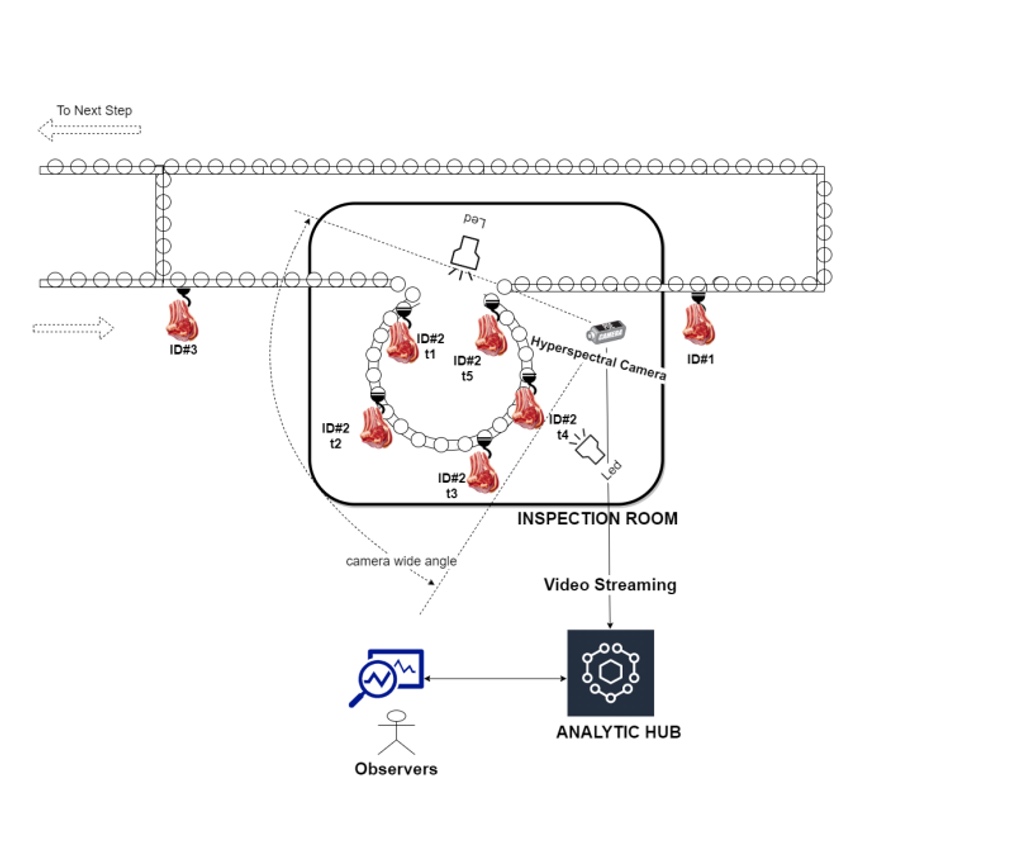 To Next Step
Led
ID#2
t1
ID#2
t5
Hyperspectral Camera
ID#3
ID#1
ID#2
t2
ID#2
t4
ID#2
t3
Led
INSPECTION ROOM
camera wide angle
Video Streaming
ANALYTIC HUB
Observers